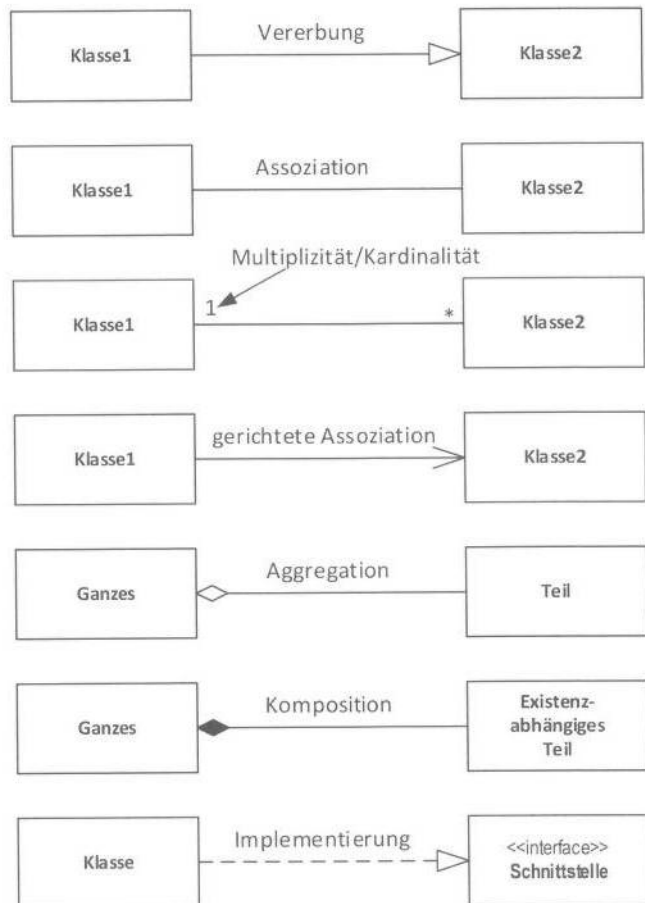 Vererbung
Klasse1
Klasse2
Assoziation
Klasse1
Klasse2
Multiplizität/Kardinalität
1
*
Klasse1
Klasse2
gerichtete Assoziation
Klasse1
Klasse2
Aggregation
Ganzes
Teil
Komposition
Ganzes
Existenz-
abhängiges
Teil
Implementierung
Klasse
<<interface>>
Schnittstelle